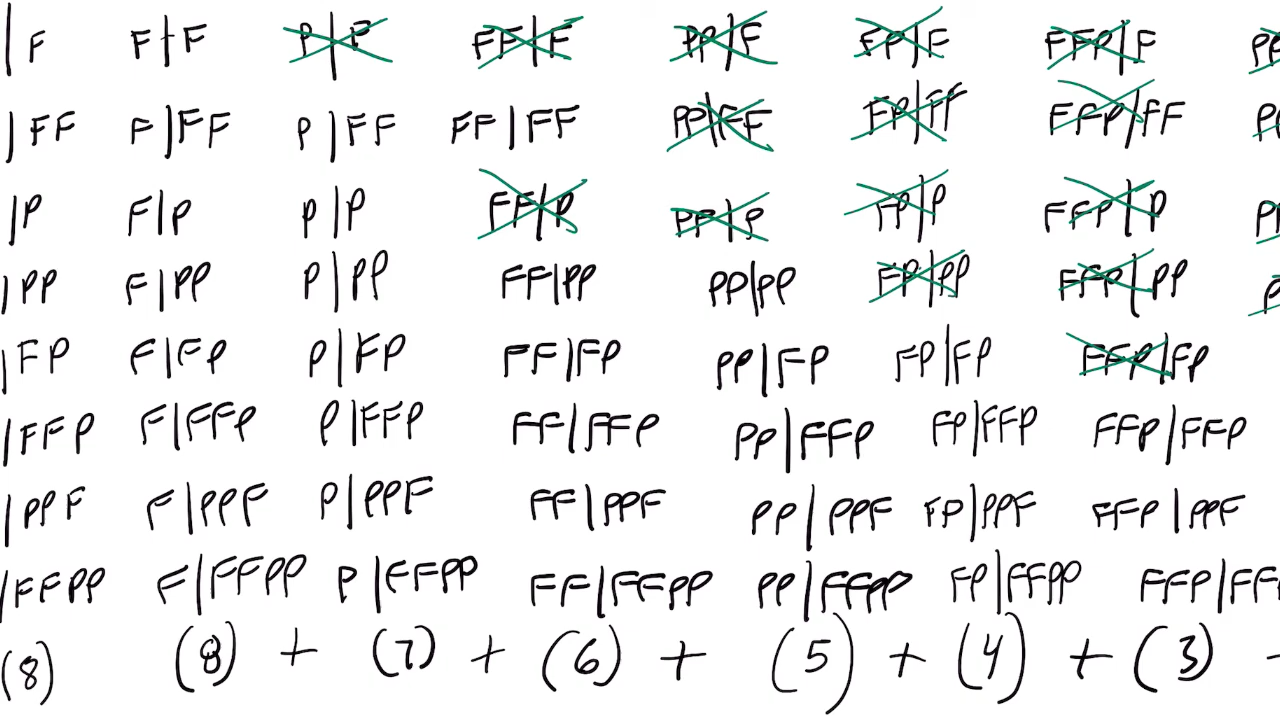 |F F|F P|F FF|F PP|F FP|F FFP|F
|FF F|FF P|FF FF|FF PP|FF FP|FF FFP|FF
|P F|P P|P FF|P PP|P FP|P FFP|P
|PP F|PP P|PP FF|PP PP|PP FP|PP FFP|PP
|FP F|FP P|FP FF|FP PP|FP FP|FP FFP|FP
|FFP F|FFP P|FFP FF|FFP PP|FFP FP|FFP FFP|FFP
|PPF F|PPF P|PPF FF|PPF PP|PPF FP|PPF FFP|PPF
|FFPP F|FFPP P|FFPP FF|FFPP PP|FFPP FP|FFPP FFP|FF
(8) (8) + (7) + (6) + (5) + (4) + (3)